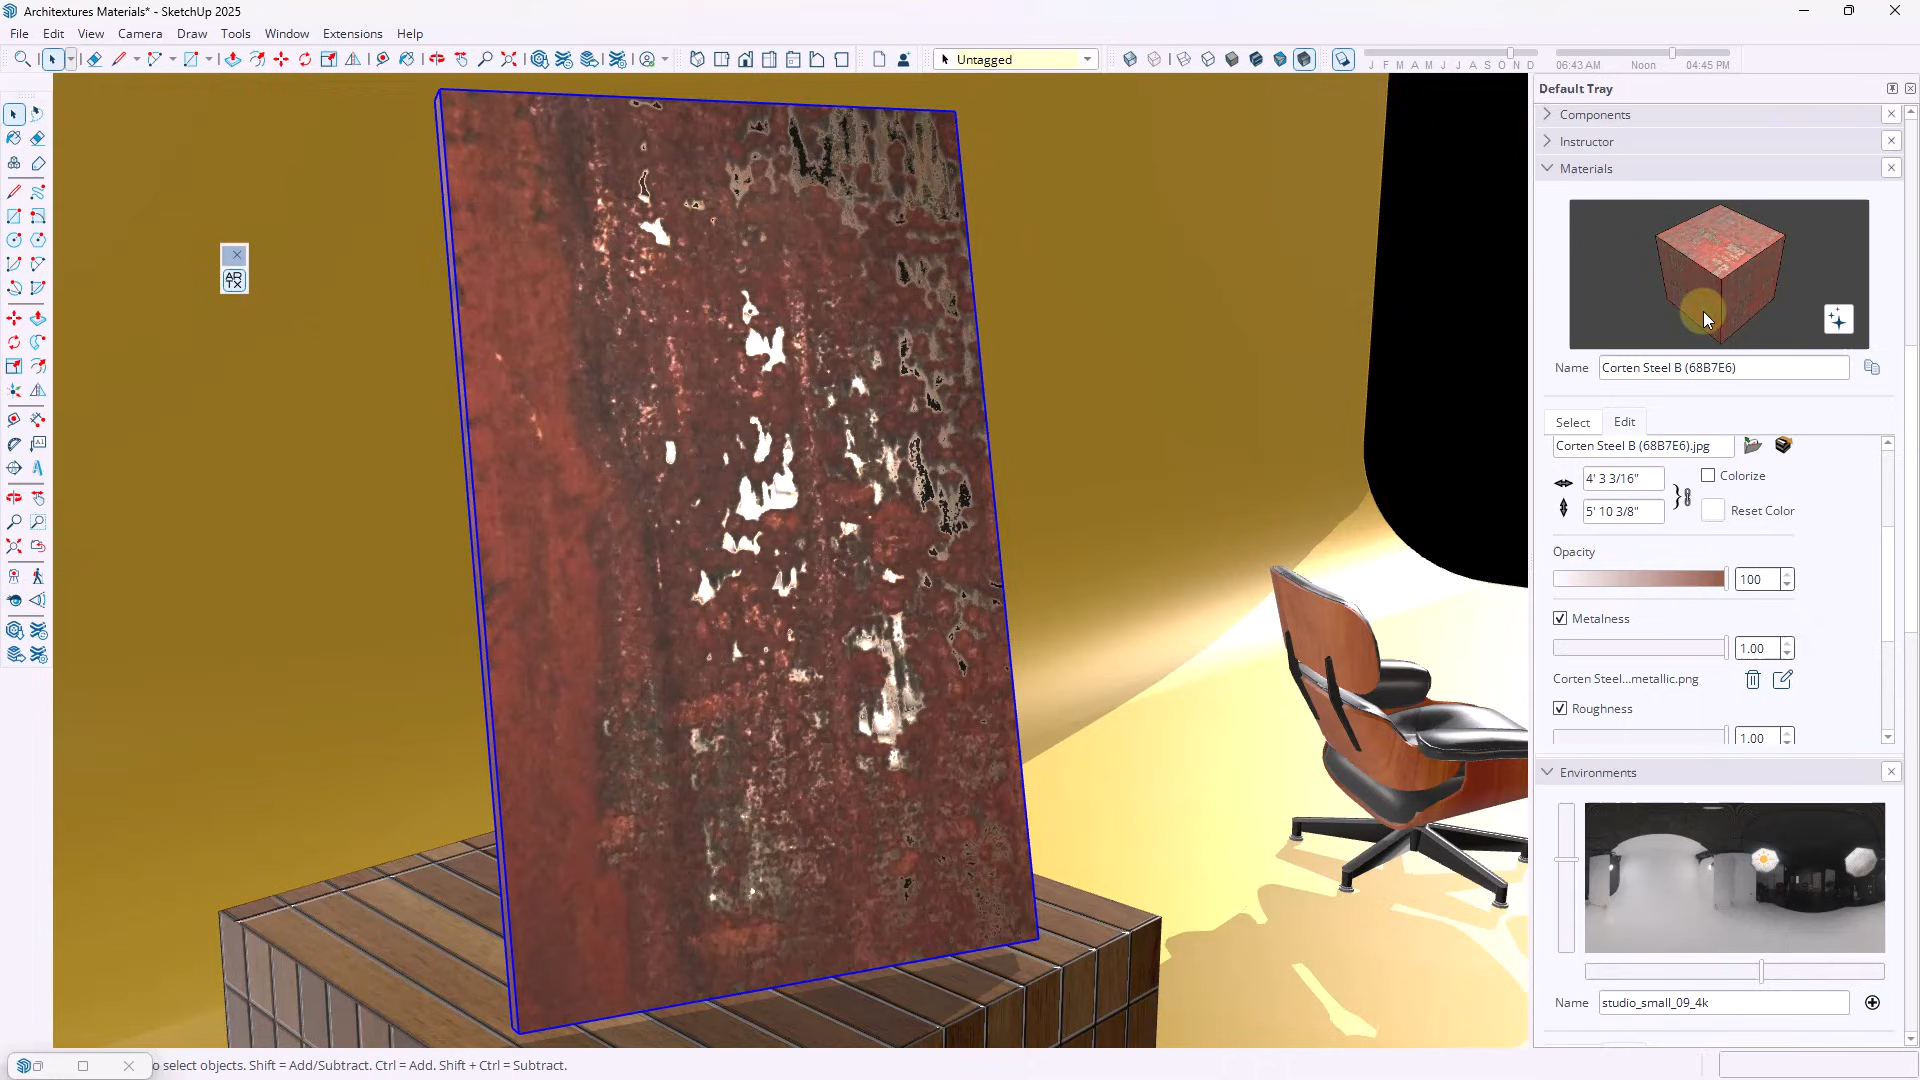 Architextures Materials* - SketchUp 2025
File Edit View Camera Draw Tools Window Extensions Help
Untagged
J F M A M J J A S O N D
06:43 AM Noon 04:45 PM
Default Tray
Components
Instructor
Materials
AR
TX
Name Corten Steel B (68B7E6)
Select Edit
Corten Steel B (68B7E6).jpg
4' 3 3/16" Colorize
5' 10 3/8" Reset Color
Opacity
100
Metalness
1.00
Corten Steel...metallic.png
Roughness
1.00
Environments
Name studio_small_09_4k
o select objects. Shift = Add/Subtract. Ctrl = Add. Shift + Ctrl = Subtract.